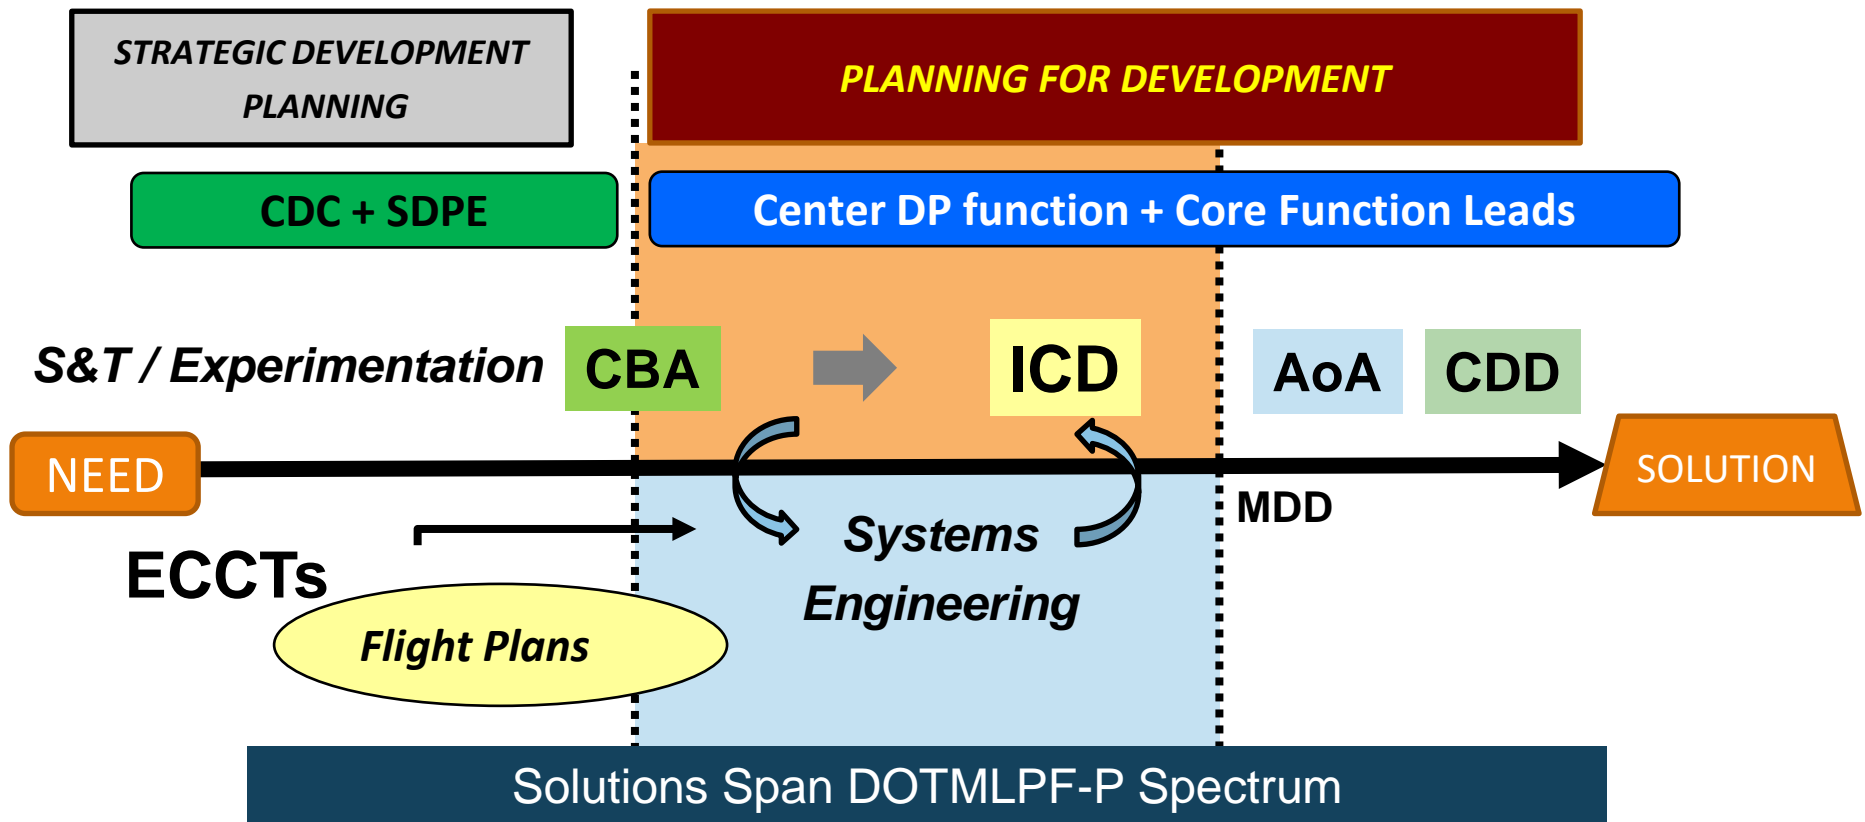 STRATEGIC DEVELOPMENT
PLANNING
PLANNING FOR DEVELOPMENT
CDC + SDPE
Center DP function + Core Function Leads
S&T / Experimentation
CBA
ICD
AoA
CDD
NEED
SOLUTION
MDD
ECCTs
Systems
Engineering
Flight Plans
Solutions Span DOTMLPF-P Spectrum